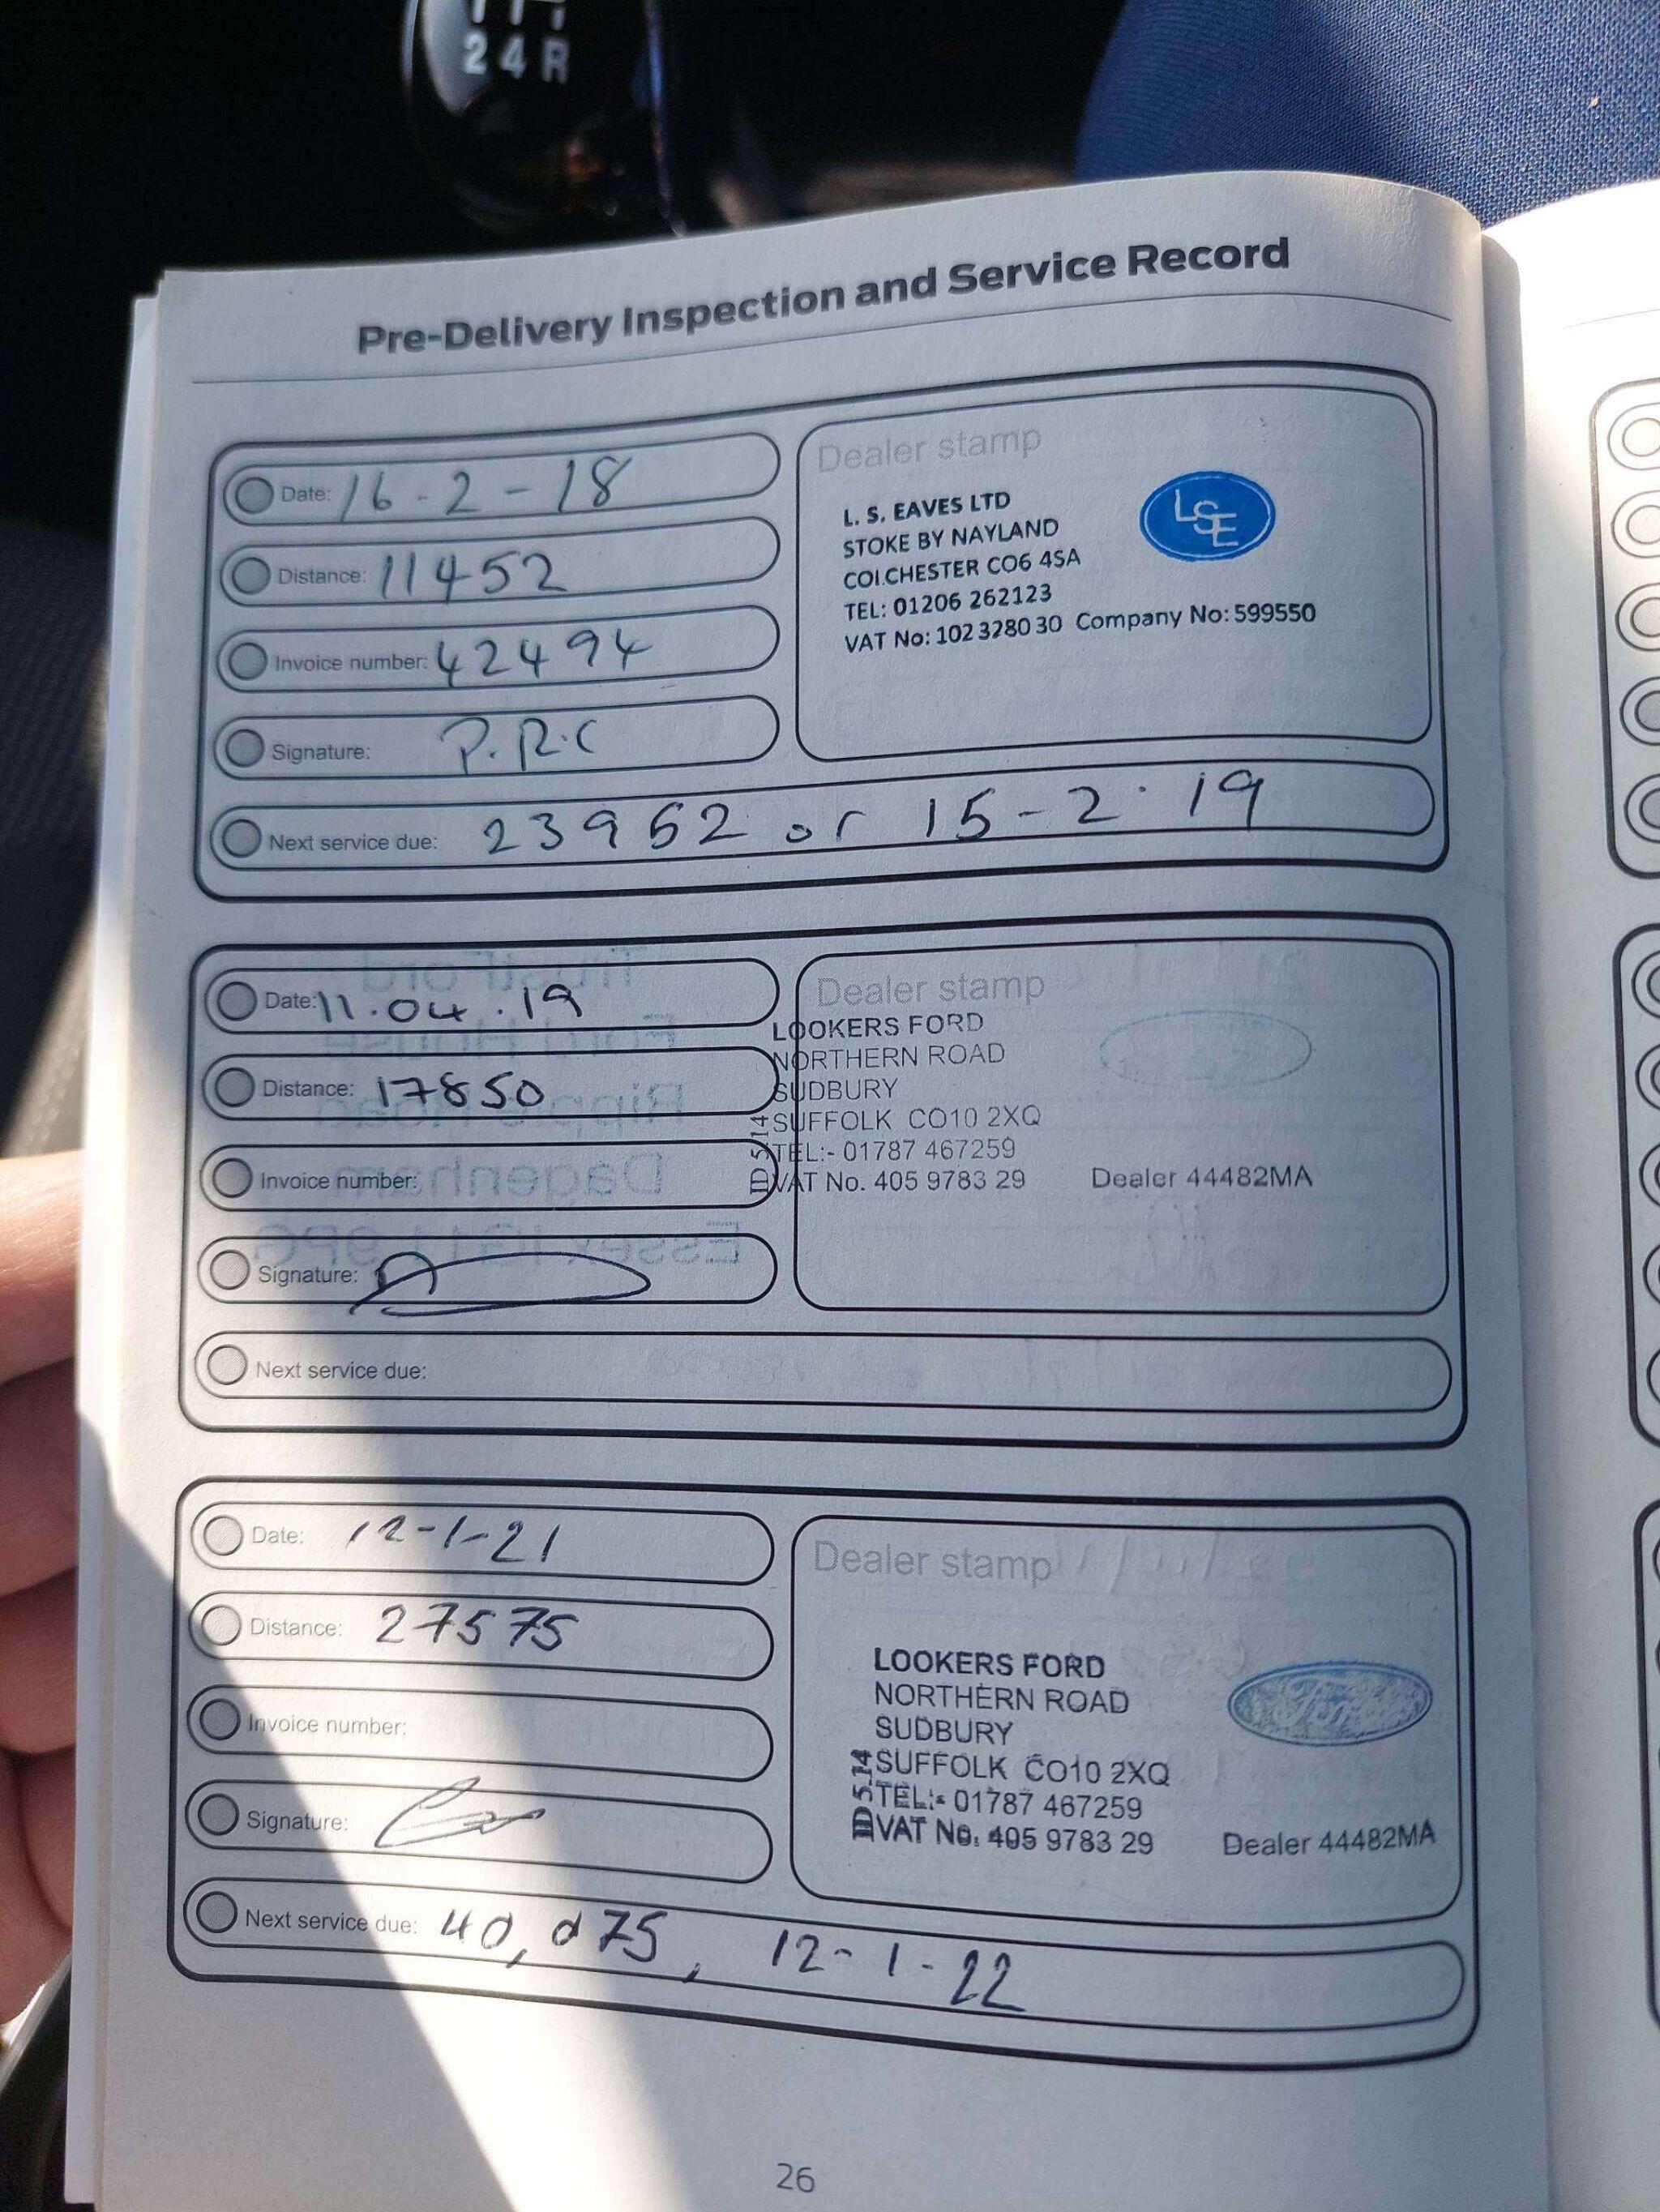 24R
Pre-Delivery Inspection and Service Record
Date: 16-2-18
Distance: 11452
Invoice number: 42494
Signature: P.R.C
Next service due: 23952 or 15-2-19
Dealer stamp
L. S. EAVES LTD
STOKE BY NAYLAND
COLCHESTER CO6 4SA
TEL: 01206 262123
VAT No: 102 3280 30 Company No: 599550
LSE
Date: 11.04.19
Distance: 17850
Invoice number:
Signature:
Next service due:
Dealer stamp
LOOKERS FORD
NORTHERN ROAD
SUDBURY
SUFFOLK CO10 2XQ
TEL:- 01787 467259
VAT No. 405 9783 29 Dealer 44482MA
ID 5.14
Date: 12-1-21
Distance: 27575
Invoice number:
Signature:
Next service due: 40,075, 12-1-22
Dealer stamp
LOOKERS FORD
NORTHERN ROAD
SUDBURY
SUFFOLK CO10 2XQ
TEL:- 01787 467259
VAT No. 405 9783 29 Dealer 44482MA
ID 5.14
26